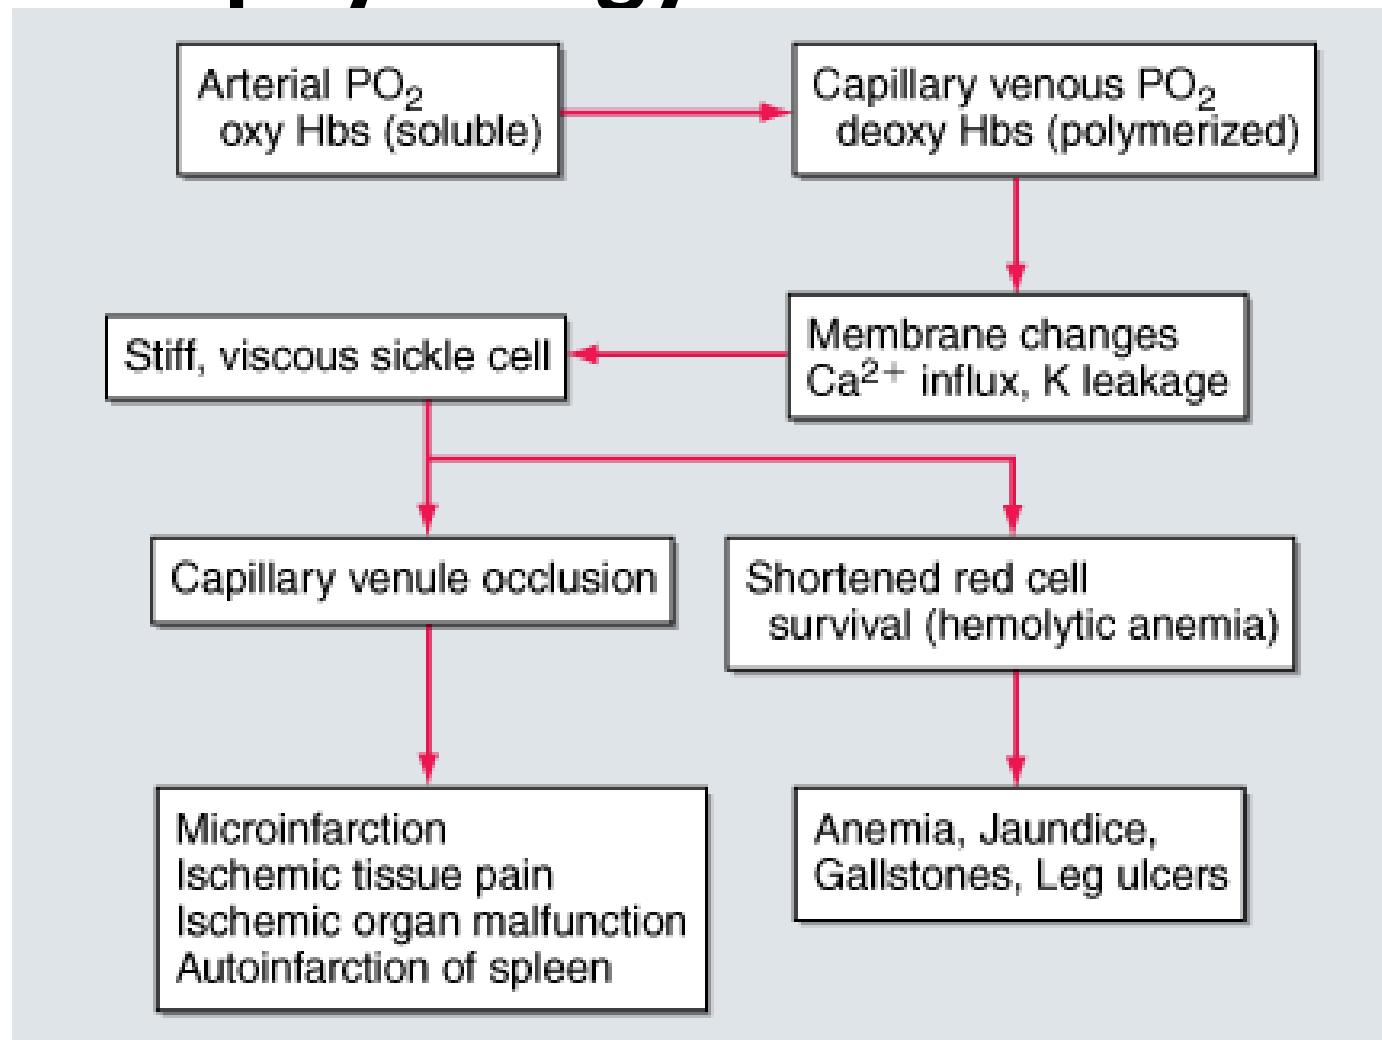 Arterial PO₂
oxy Hbs (soluble)
Capillary venous PO₂
deoxy Hbs (polymerized)
Membrane changes
Ca²⁺ influx, K leakage
Stiff, viscous sickle cell
Capillary venule occlusion
Shortened red cell
survival (hemolytic anemia)
Microinfarction
Ischemic tissue pain
Ischemic organ malfunction
Autoinfarction of spleen
Anemia, Jaundice,
Gallstones, Leg ulcers